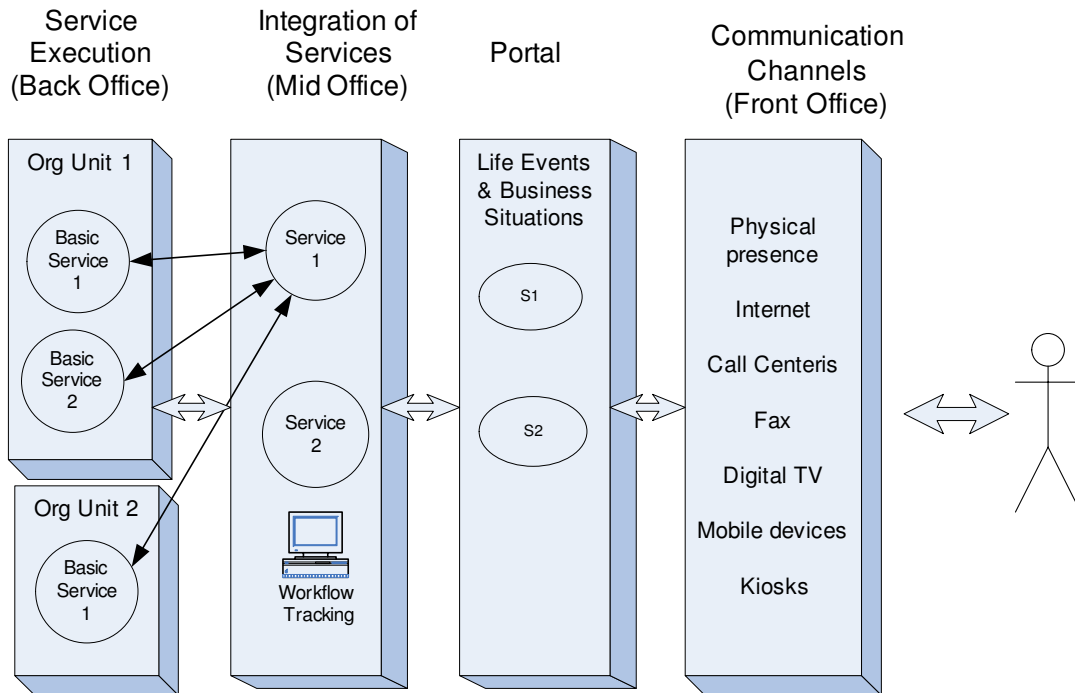 Service
Execution
(Back Office)
Integration of
Services
(Mid Office)
Portal
Communication
Channels
(Front Office)
Org Unit 1
Basic
Service
1
Basic
Service
2
Org Unit 2
Basic
Service
1
Service
1
Service
2
Workflow
Tracking
Life Events
& Business
Situations
S1
S2
Physical
presence
Internet
Call Centeris
Fax
Digital TV
Mobile devices
Kiosks